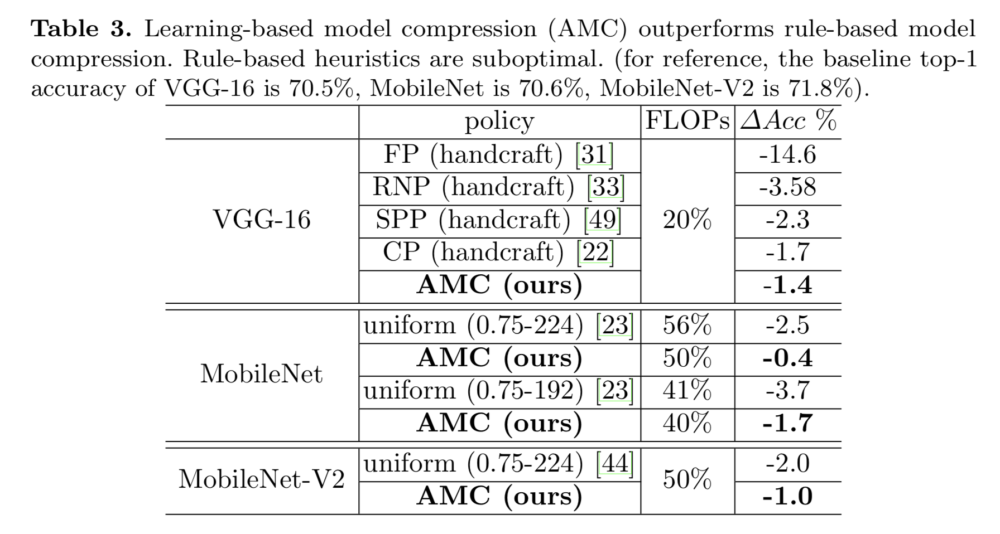 Table 3. Learning-based model compression (AMC) outperforms rule-based model
compression. Rule-based heuristics are suboptimal. (for reference, the baseline top-1
accuracy of VGG-16 is 70.5%, MobileNet is 70.6%, MobileNet-V2 is 71.8%).
policy FLOPs ΔAcc %
VGG-16 FP (handcraft) [31] 20% -14.6
RNP (handcraft) [33] -3.58
SPP (handcraft) [49] -2.3
CP (handcraft) [22] -1.7
AMC (ours) -1.4
MobileNet uniform (0.75-224) [23] 56% -2.5
AMC (ours) 50% -0.4
uniform (0.75-192) [23] 41% -3.7
AMC (ours) 40% -1.7
MobileNet-V2 uniform (0.75-224) [44] 50% -2.0
AMC (ours) -1.0